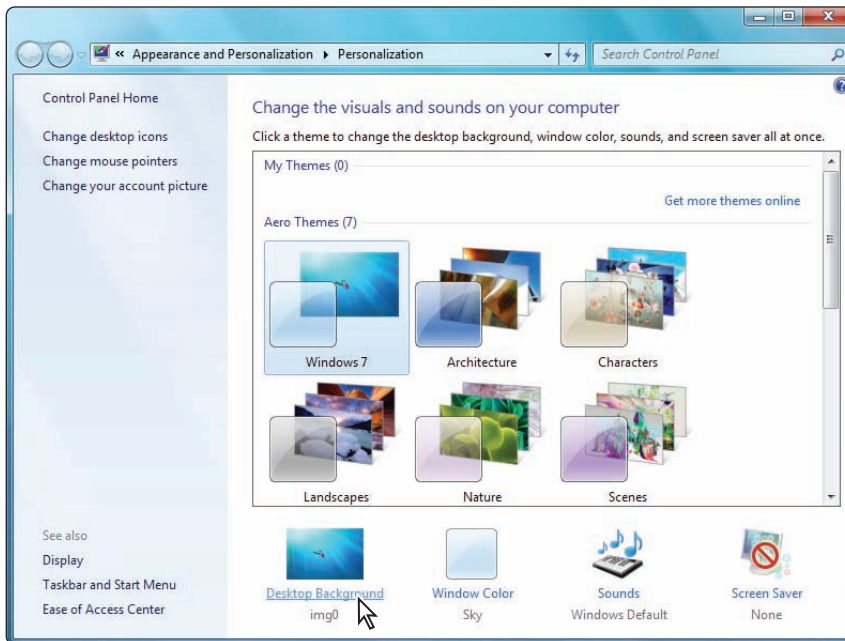 « Appearance and Personalization ▸ Personalization
Search Control Panel
Control Panel Home
Change desktop icons
Change mouse pointers
Change your account picture
Change the visuals and sounds on your computer
Click a theme to change the desktop background, window color, sounds, and screen saver all at once.
My Themes (0)
Get more themes online
Aero Themes (7)
Windows 7
Architecture
Characters
Landscapes
Nature
Scenes
See also
Display
Taskbar and Start Menu
Ease of Access Center
Desktop Background
img0
Window Color
Sky
Sounds
Windows Default
Screen Saver
None